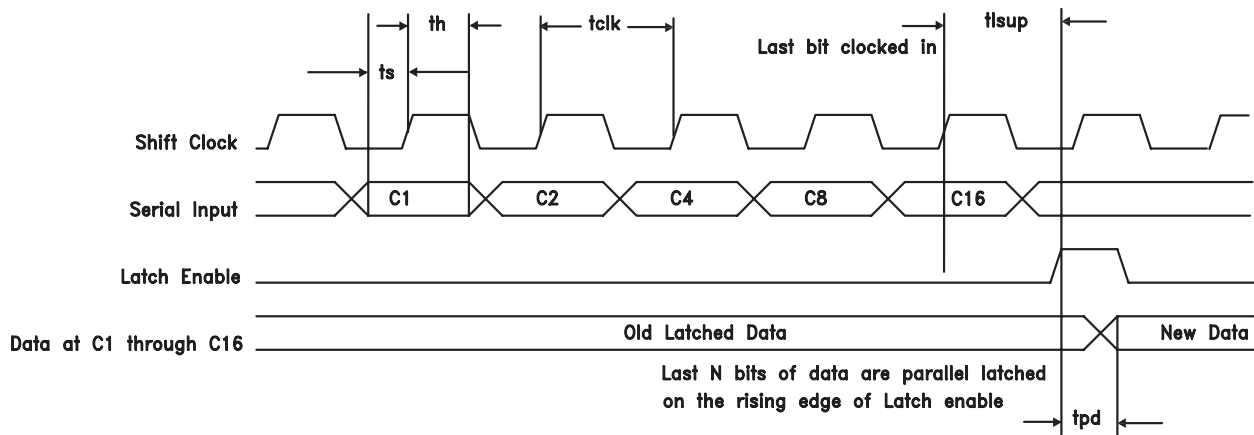 th
tclk
tlsup
Last bit clocked in
ts
Shift Clock
Serial Input
C1
C2
C4
C8
C16
Latch Enable
Data at C1 through C16
Old Latched Data
New Data
Last N bits of data are parallel latched
on the rising edge of Latch enable
tpd